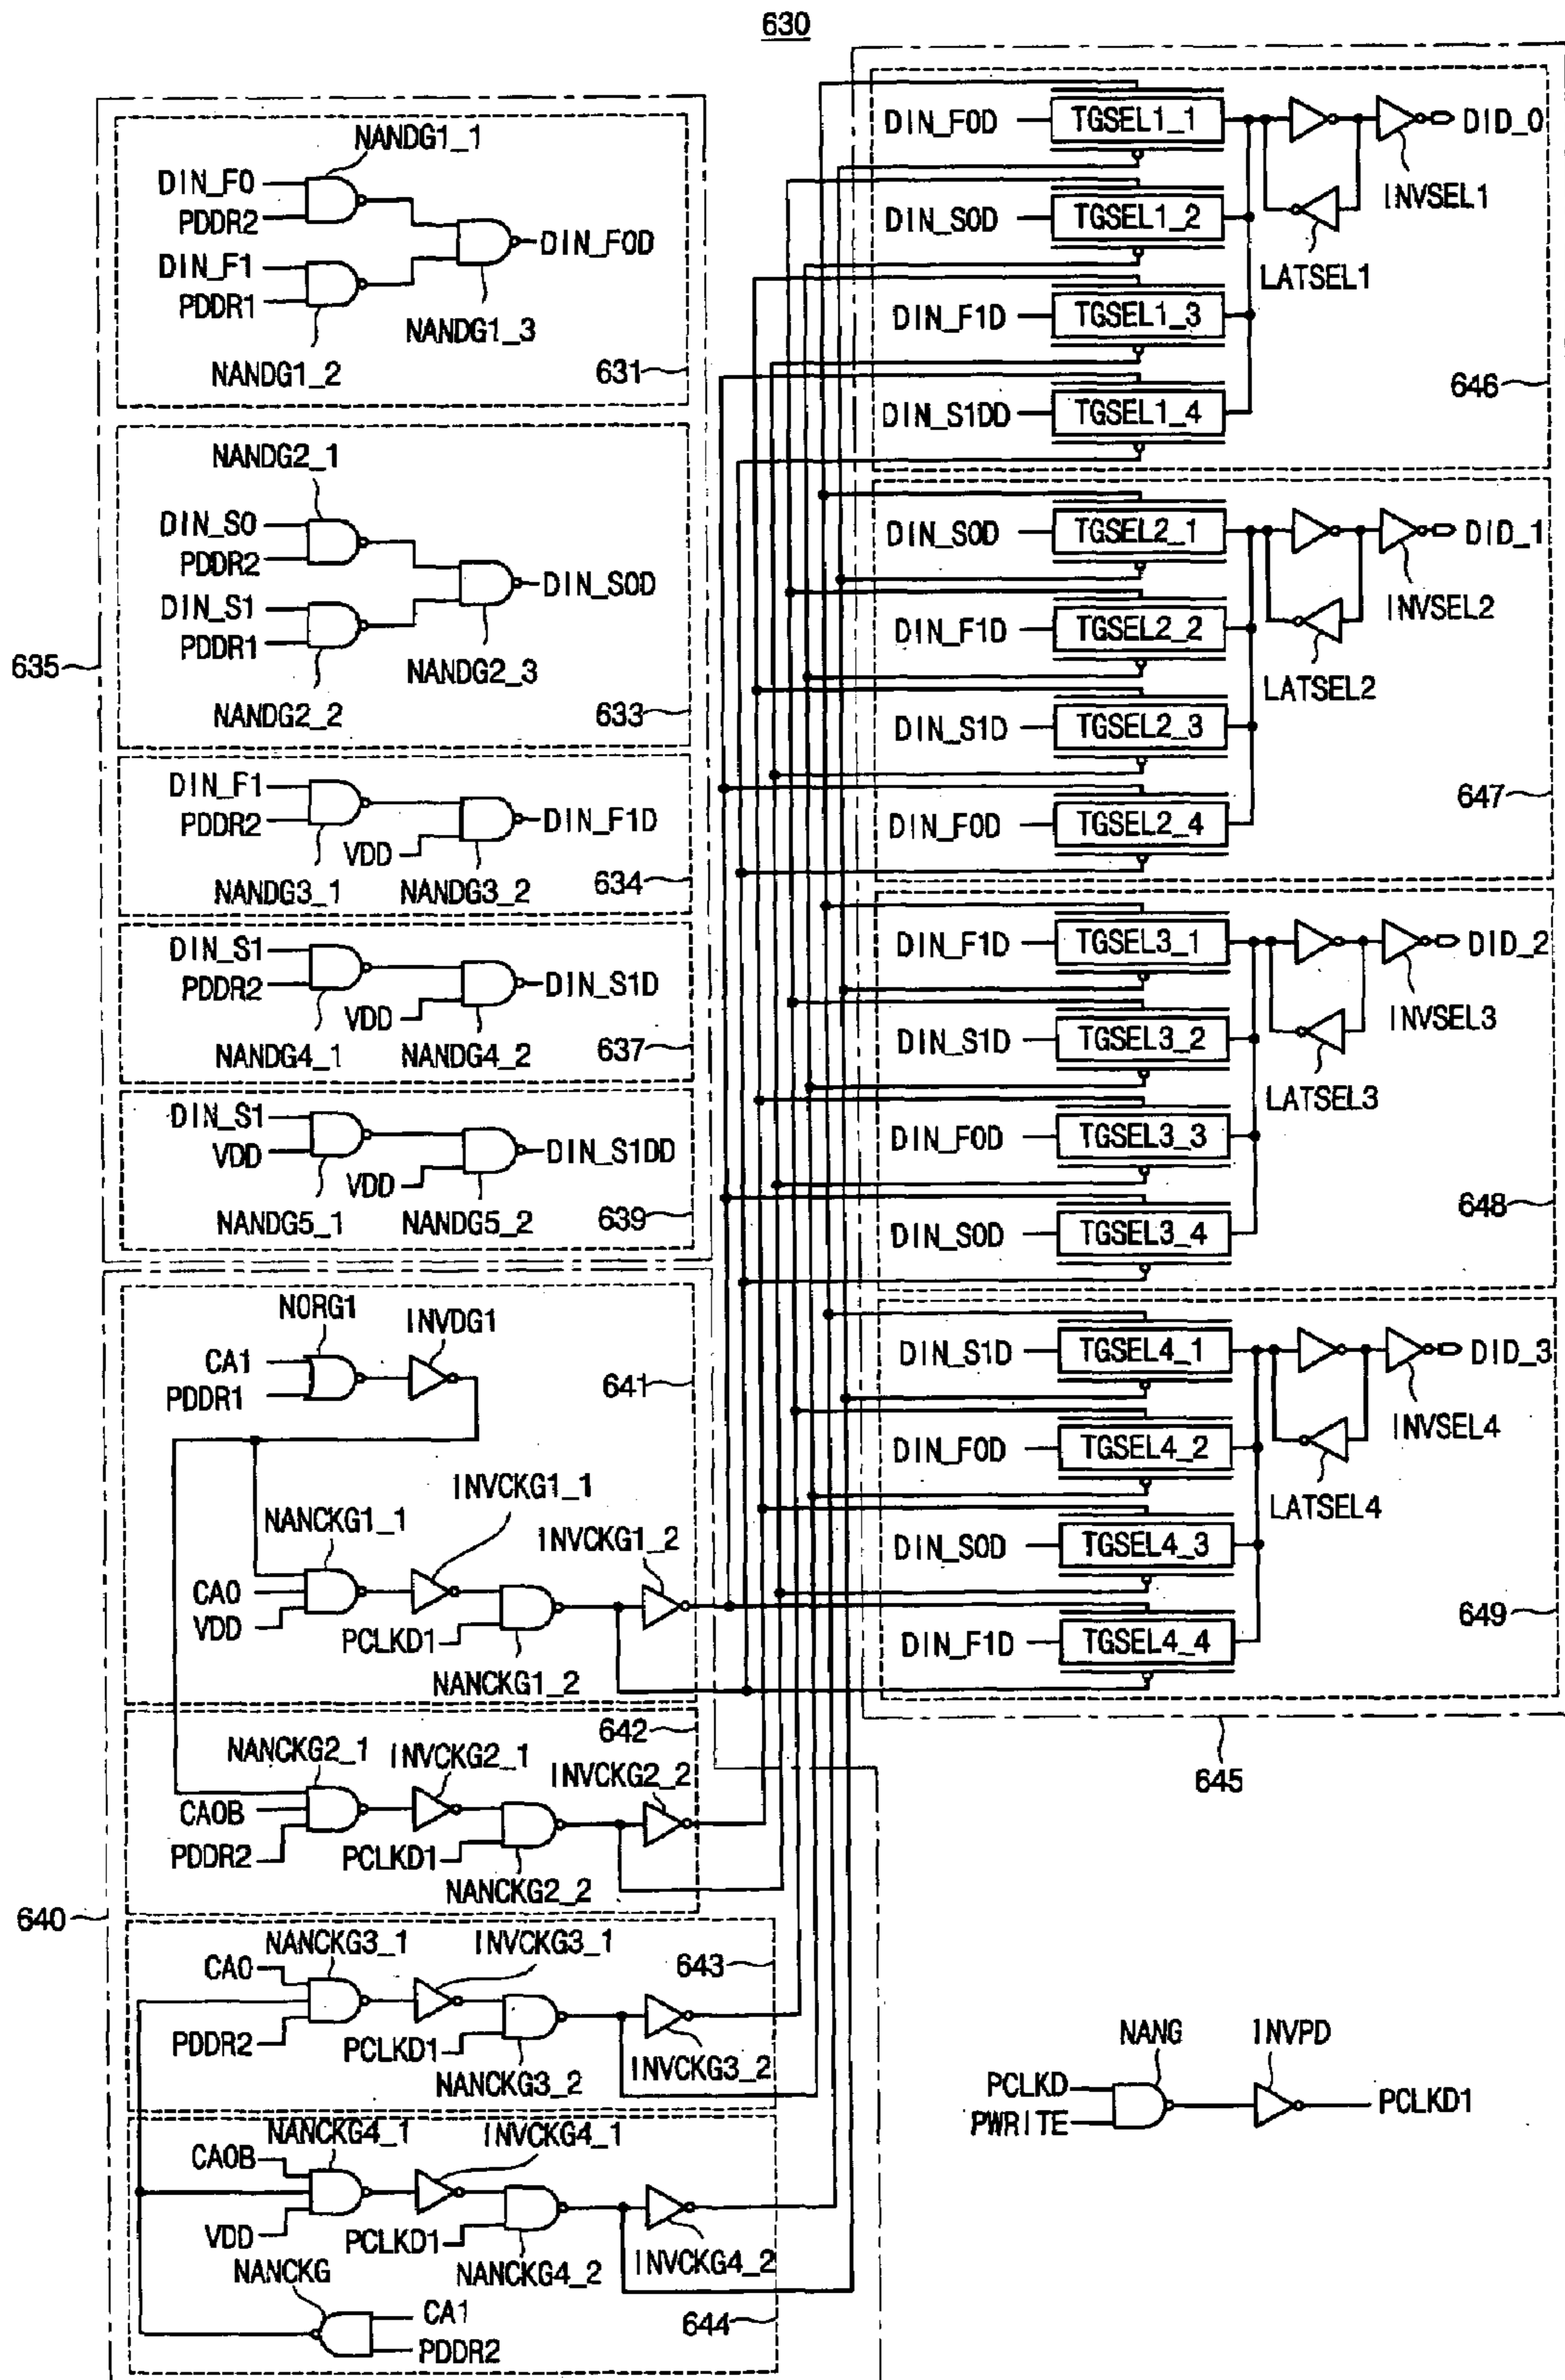 630
NANDG1_1
DIN_F0
PDDR2
DIN_F1
PDDR1
DIN_F0D
NANDG1_3
NANDG1_2
631
NANDG2_1
DIN_S0
PDDR2
DIN_S1
PDDR1
DIN_S0D
NANDG2_3
NANDG2_2
633
635
DIN_F1
PDDR2
VDD
DIN_F1D
NANDG3_1
NANDG3_2
634
DIN_S1
PDDR2
VDD
DIN_S1D
NANDG4_1
NANDG4_2
637
DIN_S1
VDD
VDD
DIN_S1DD
NANDG5_1
NANDG5_2
639
NORG1
INVDG1
CA1
PDDR1
641
NANCKG1_1
INVCKG1_1
INVCKG1_2
CA0
VDD
PCLKD1
NANCKG1_2
642
NANCKG2_1
INVCKG2_1
INVCKG2_2
CA0B
PDDR2
PCLKD1
NANCKG2_2
640
NANCKG3_1
INVCKG3_1
643
CA0
PDDR2
PCLKD1
NANCKG3_2
INVCKG3_2
NANCKG4_1
INVCKG4_1
CA0B
VDD
PCLKD1
NANCKG4_2
INVCKG4_2
NANCKG
CA1
PDDR2
644
DIN_F0D
TGSEL1_1
DID_0
DIN_S0D
TGSEL1_2
INVSEL1
LATSEL1
DIN_F1D
TGSEL1_3
DIN_S1DD
TGSEL1_4
646
DIN_S0D
TGSEL2_1
DID_1
DIN_F1D
TGSEL2_2
INVSEL2
LATSEL2
DIN_S1D
TGSEL2_3
DIN_F0D
TGSEL2_4
647
DIN_F1D
TGSEL3_1
DID_2
DIN_S1D
TGSEL3_2
INVSEL3
LATSEL3
DIN_F0D
TGSEL3_3
DIN_S0D
TGSEL3_4
648
DIN_S1D
TGSEL4_1
DID_3
DIN_F0D
TGSEL4_2
INVSEL4
LATSEL4
DIN_S0D
TGSEL4_3
DIN_F1D
TGSEL4_4
649
645
NANG
INVPD
PCLKD
PWRITE
PCLKD1